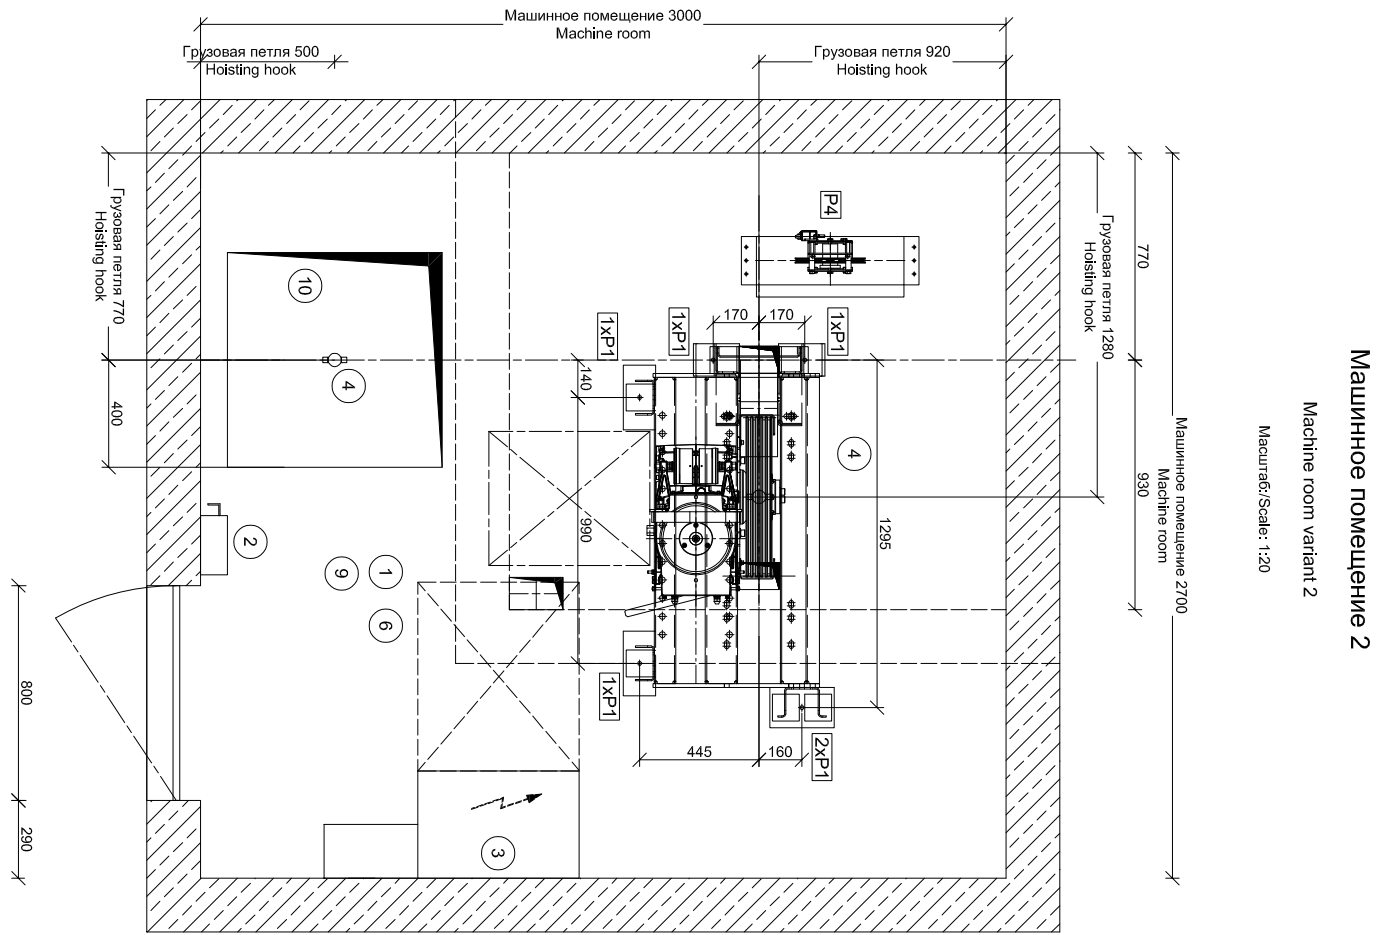 Машинное помещение 2
Machine room variant 2
Масштаб:/Scale: 1:20
Машинное помещение 3000
Machine room
Грузовая петля 500
Hoisting hook
Грузовая петля 920
Hoisting hook
Грузовая петля 770
Hoisting hook
400
Грузовая петля 1280
Hoisting hook
770
930
Машинное помещение 2700
Machine room
P4
10
4
1xP1
1xP1
170
170
1xP1
140
4
1295
990
2
9
1
6
1xP1
445
160
2xP1
3
800
290